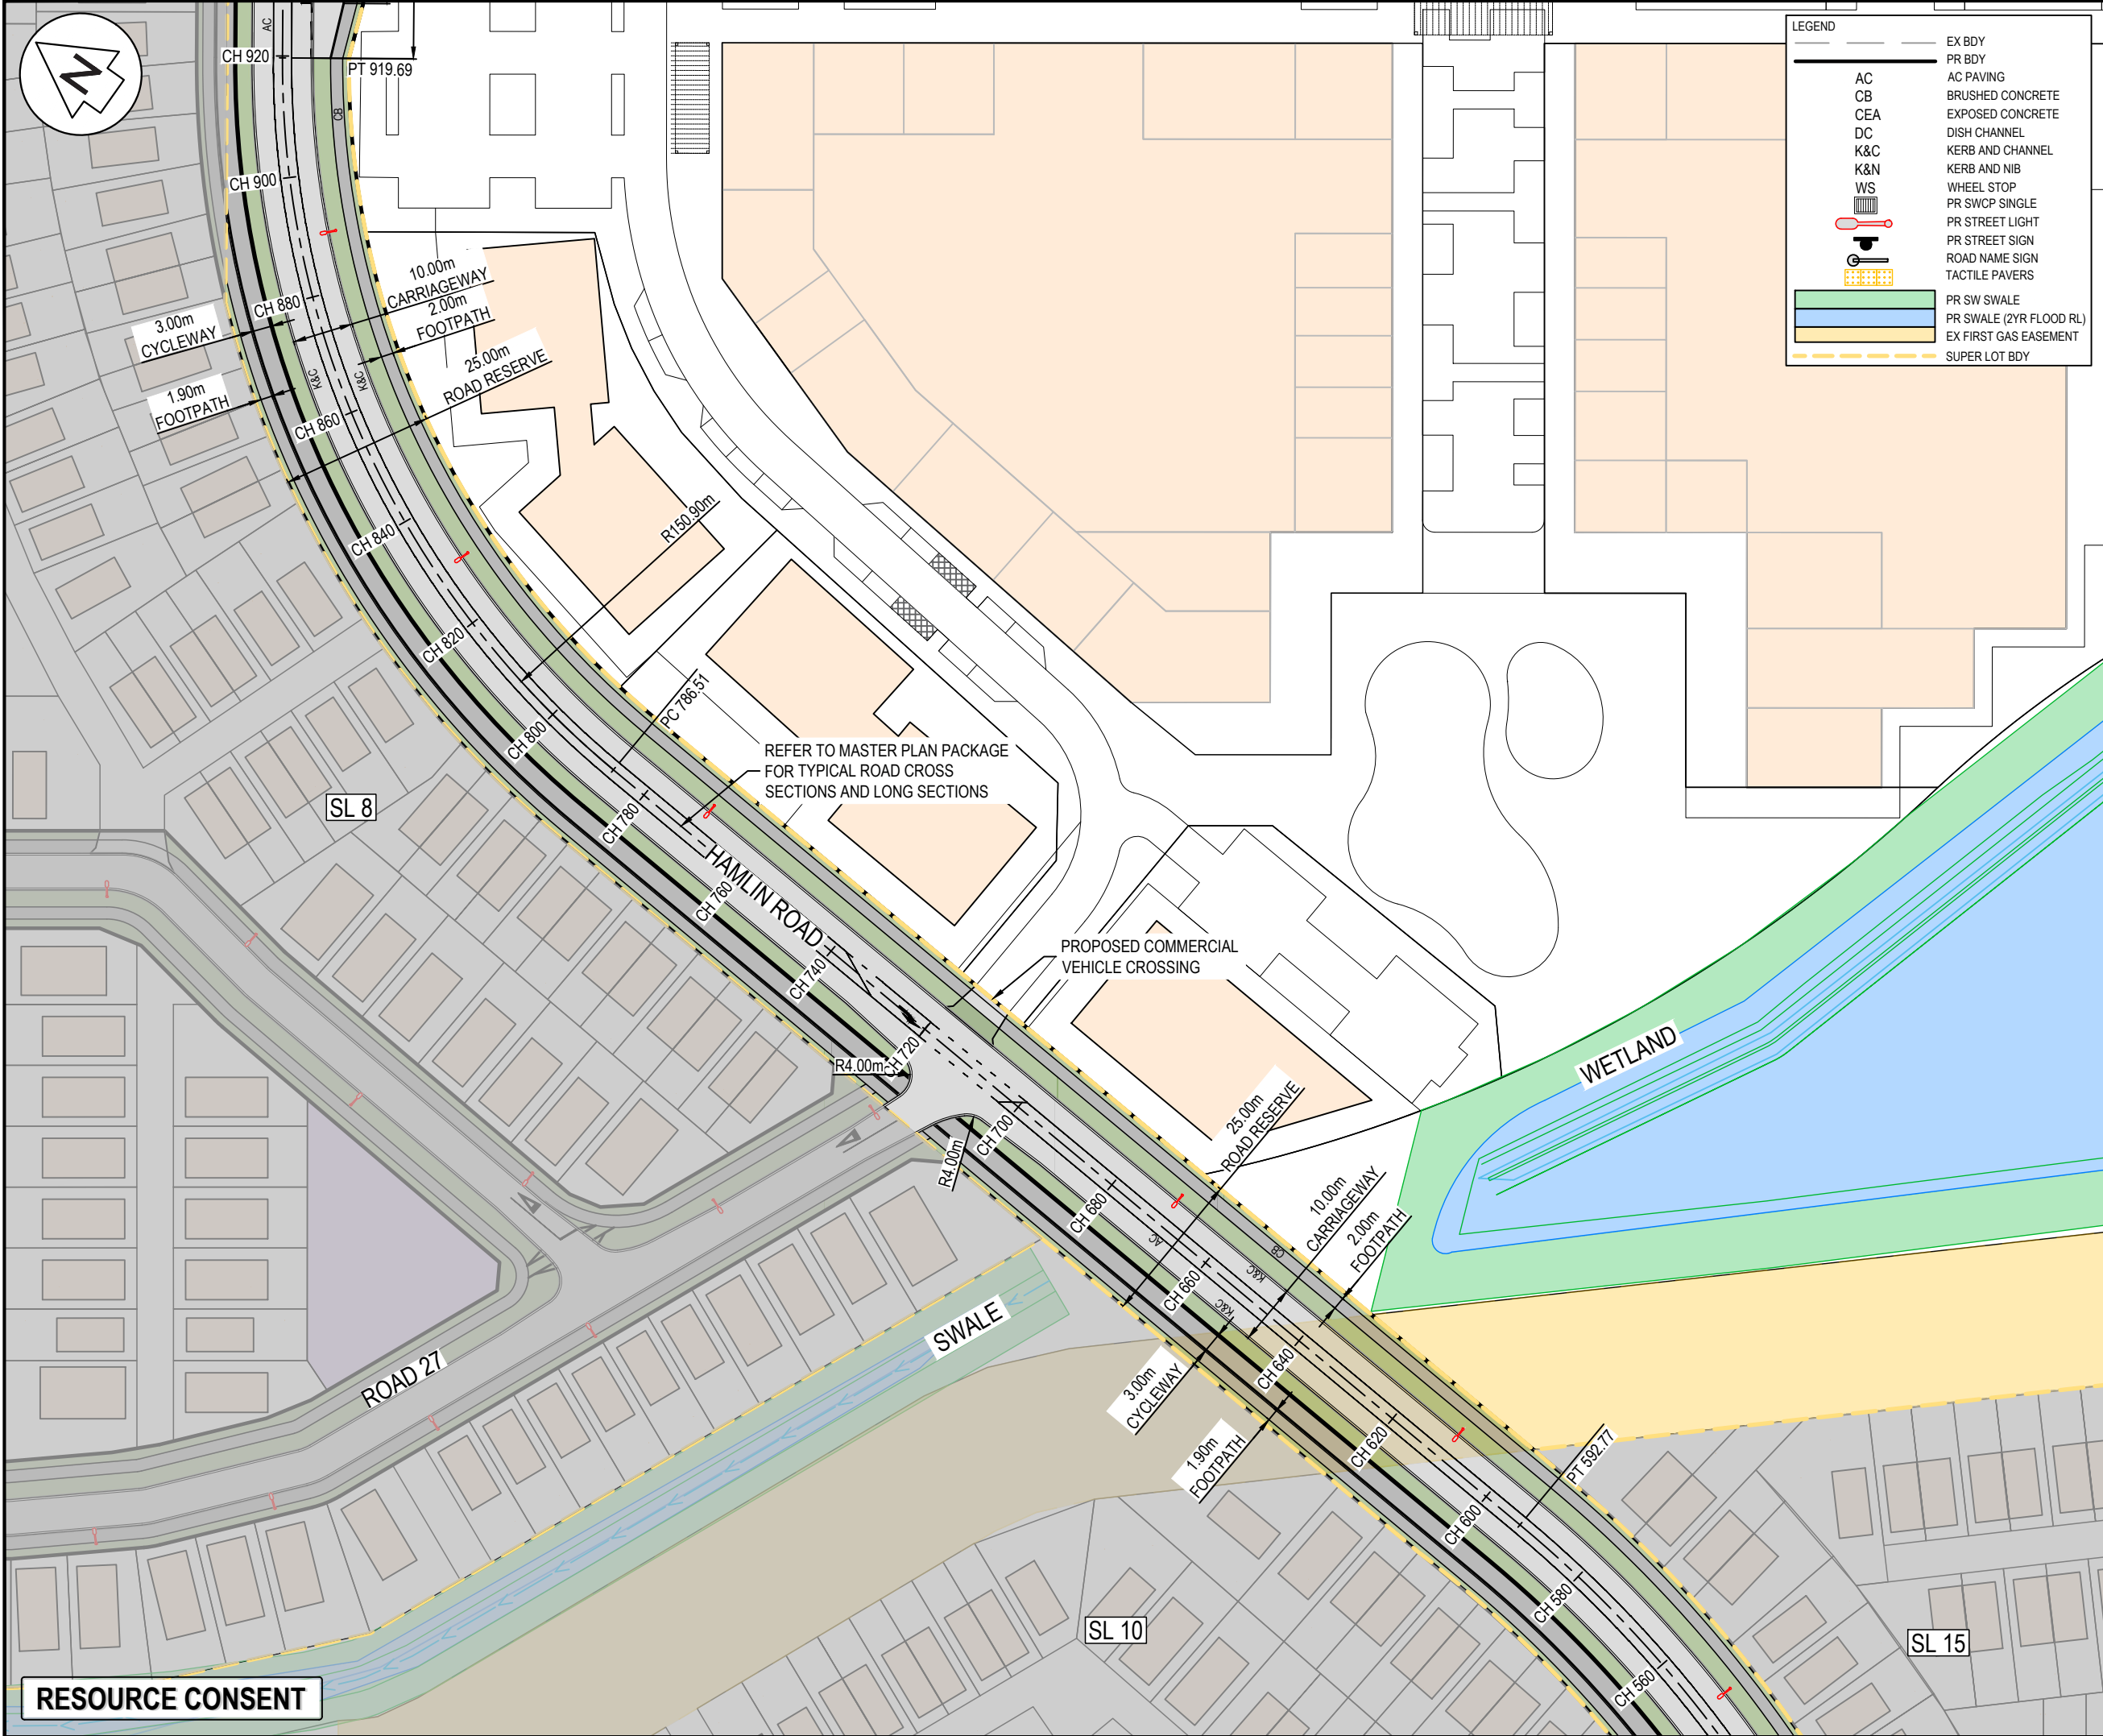 N
AC
CH 920
PT 919.69
CB
CH 900
10.00m
CARRIAGEWAY
2.00m
FOOTPATH
CH 880
3.00m
CYCLEWAY
25.00m
ROAD RESERVE
K&C
K&C
1.90m
FOOTPATH
CH 860
CH 840
R150.90m
CH 820
PC 786.51
CH 800
REFER TO MASTER PLAN PACKAGE
FOR TYPICAL ROAD CROSS
SECTIONS AND LONG SECTIONS
SL 8
CH 780
HAMLIN ROAD
CH 760
CH 740
PROPOSED COMMERCIAL
VEHICLE CROSSING
CH 720
R4.00m
WETLAND
CH 700
R4.00m
25.00m
ROAD RESERVE
10.00m
CARRIAGEWAY
2.00m
FOOTPATH
CH 680
AC
CB
K&C
CH 660
K&C
SWALE
ROAD 27
CH 640
3.00m
CYCLEWAY
CH 620
1.90m
FOOTPATH
PT 592.77
CH 600
CH 580
SL 10
SL 15
CH 560
RESOURCE CONSENT
LEGEND
EX BDY
PR BDY
AC AC PAVING
CB BRUSHED CONCRETE
CEA EXPOSED CONCRETE
DC DISH CHANNEL
K&C KERB AND CHANNEL
K&N KERB AND NIB
WS WHEEL STOP
PR SWCP SINGLE
PR STREET LIGHT
PR STREET SIGN
ROAD NAME SIGN
TACTILE PAVERS
PR SW SWALE
PR SWALE (2YR FLOOD RL)
EX FIRST GAS EASEMENT
SUPER LOT BDY